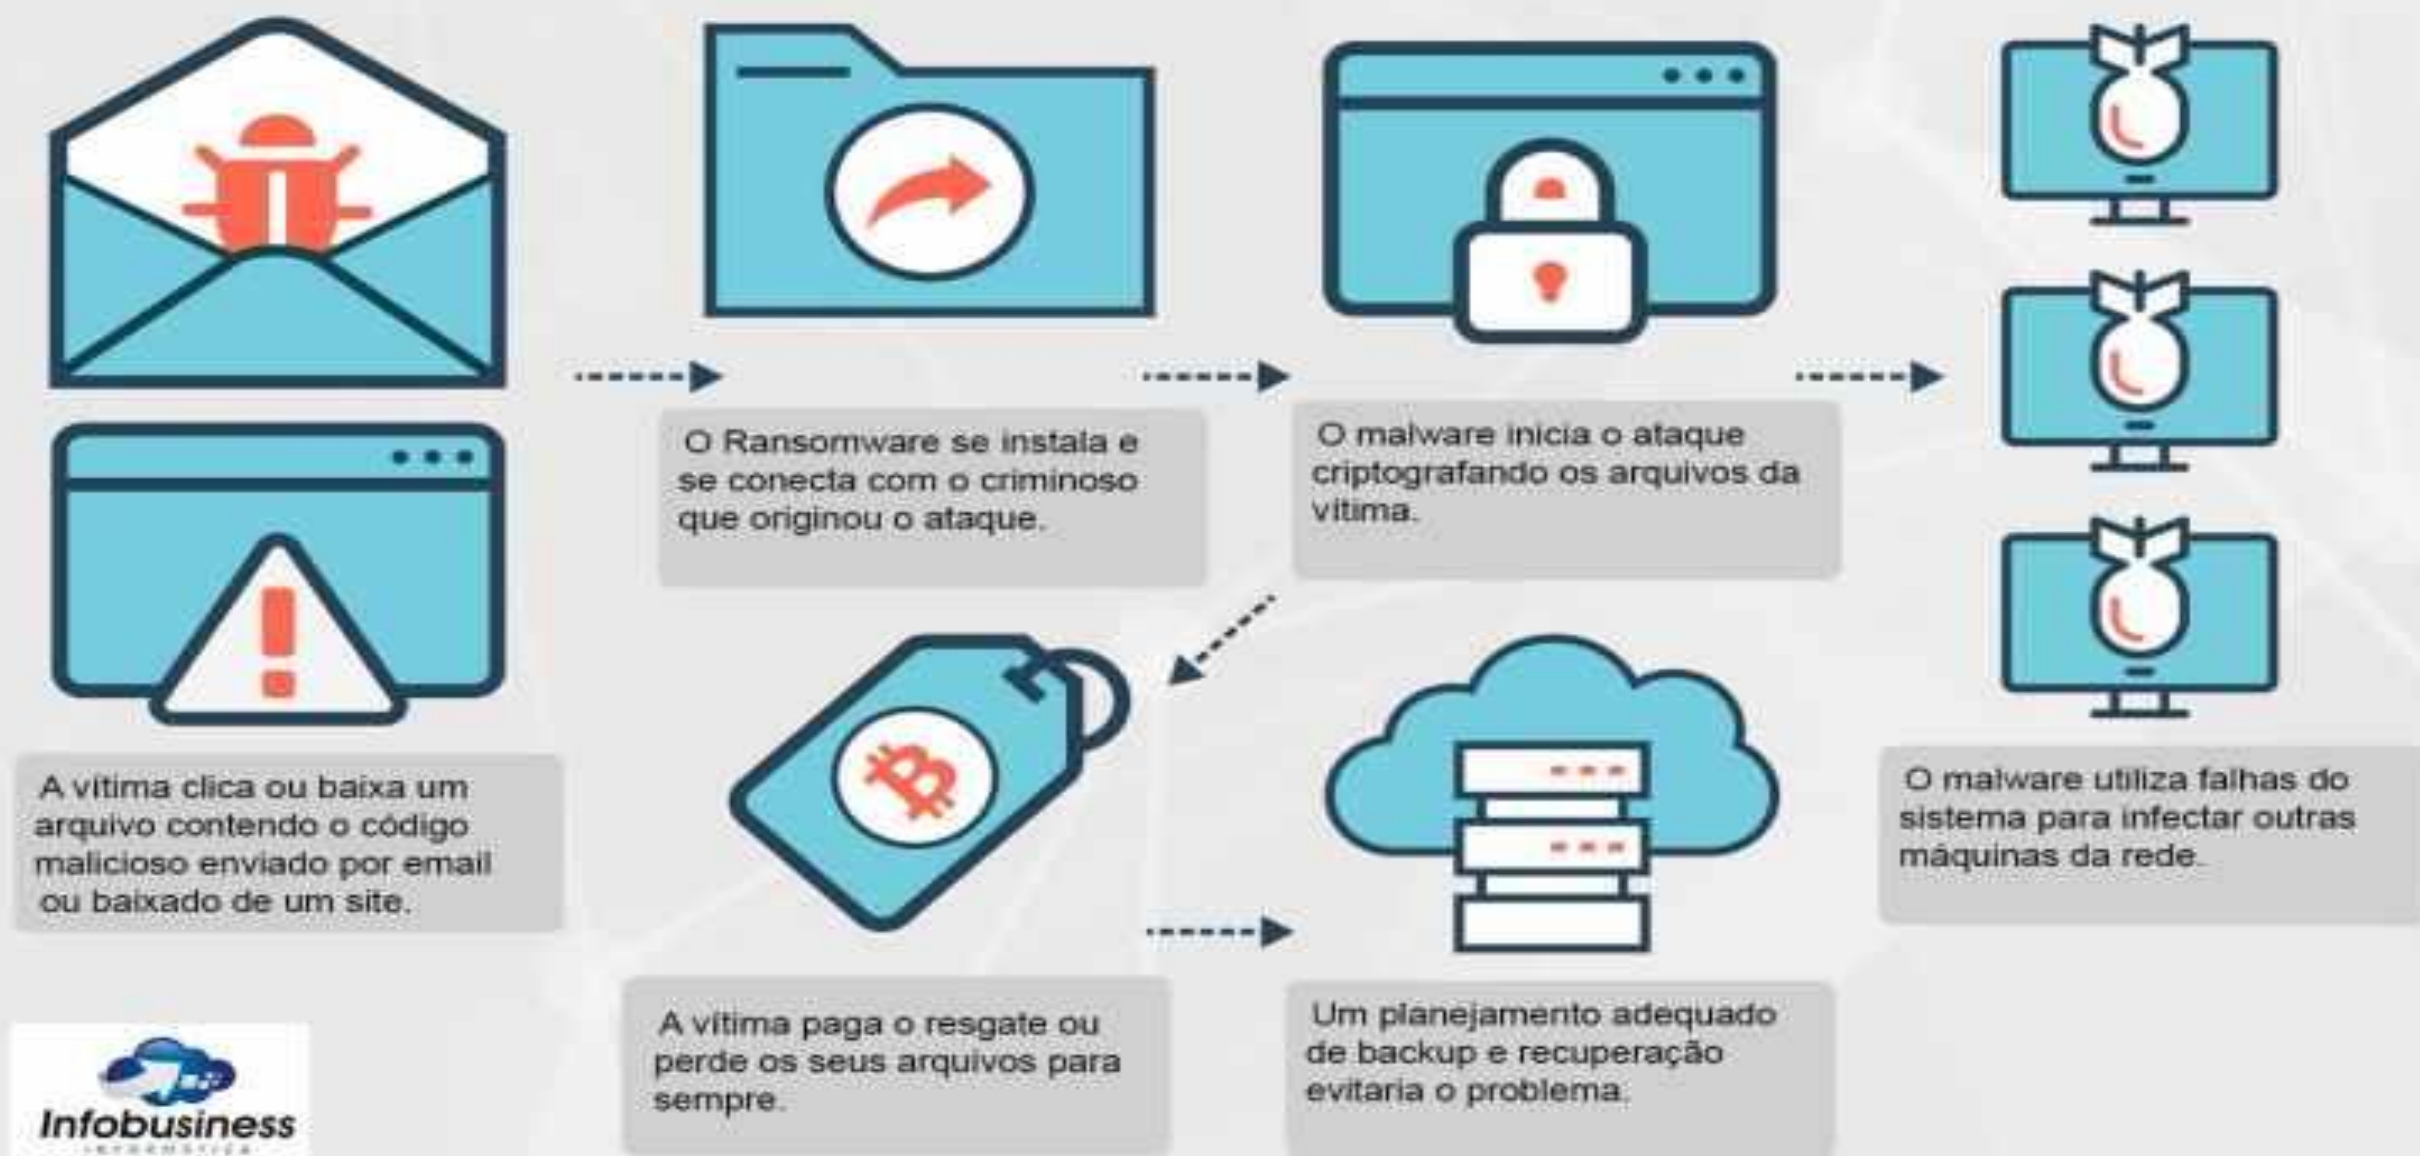 O Ransomware se instala e
se conecta com o criminoso
que originou o ataque.
O malware inicia o ataque
criptografando os arquivos da
vítima.
A vítima clica ou baixa um
arquivo contendo o código
malicioso enviado por email
ou baixado de um site.
O malware utiliza falhas do
sistema para infectar outras
máquinas da rede.
A vítima paga o resgate ou
perde os seus arquivos para
sempre.
Um planejamento adequado
de backup e recuperação
evitaria o problema.
Infobusiness